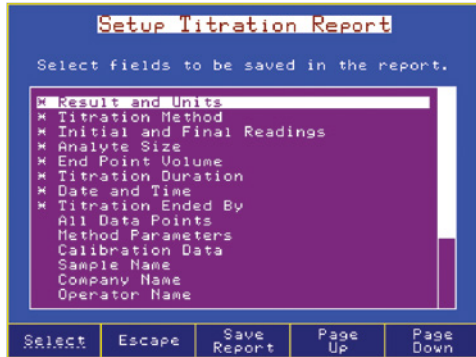 Setup Titration Report
Select fields to be saved in the report.
* Result and Units
* Titration Method
* Initial and Final Readings
* Analyte Size
* End Point Volume
* Titration Duration
* Date and Time
* Titration Ended By
All Data Points
Method Parameters
Calibration Data
Sample Name
Company Name
Operator Name
Select
Escape
Save
Report
Page
Up
Page
Down